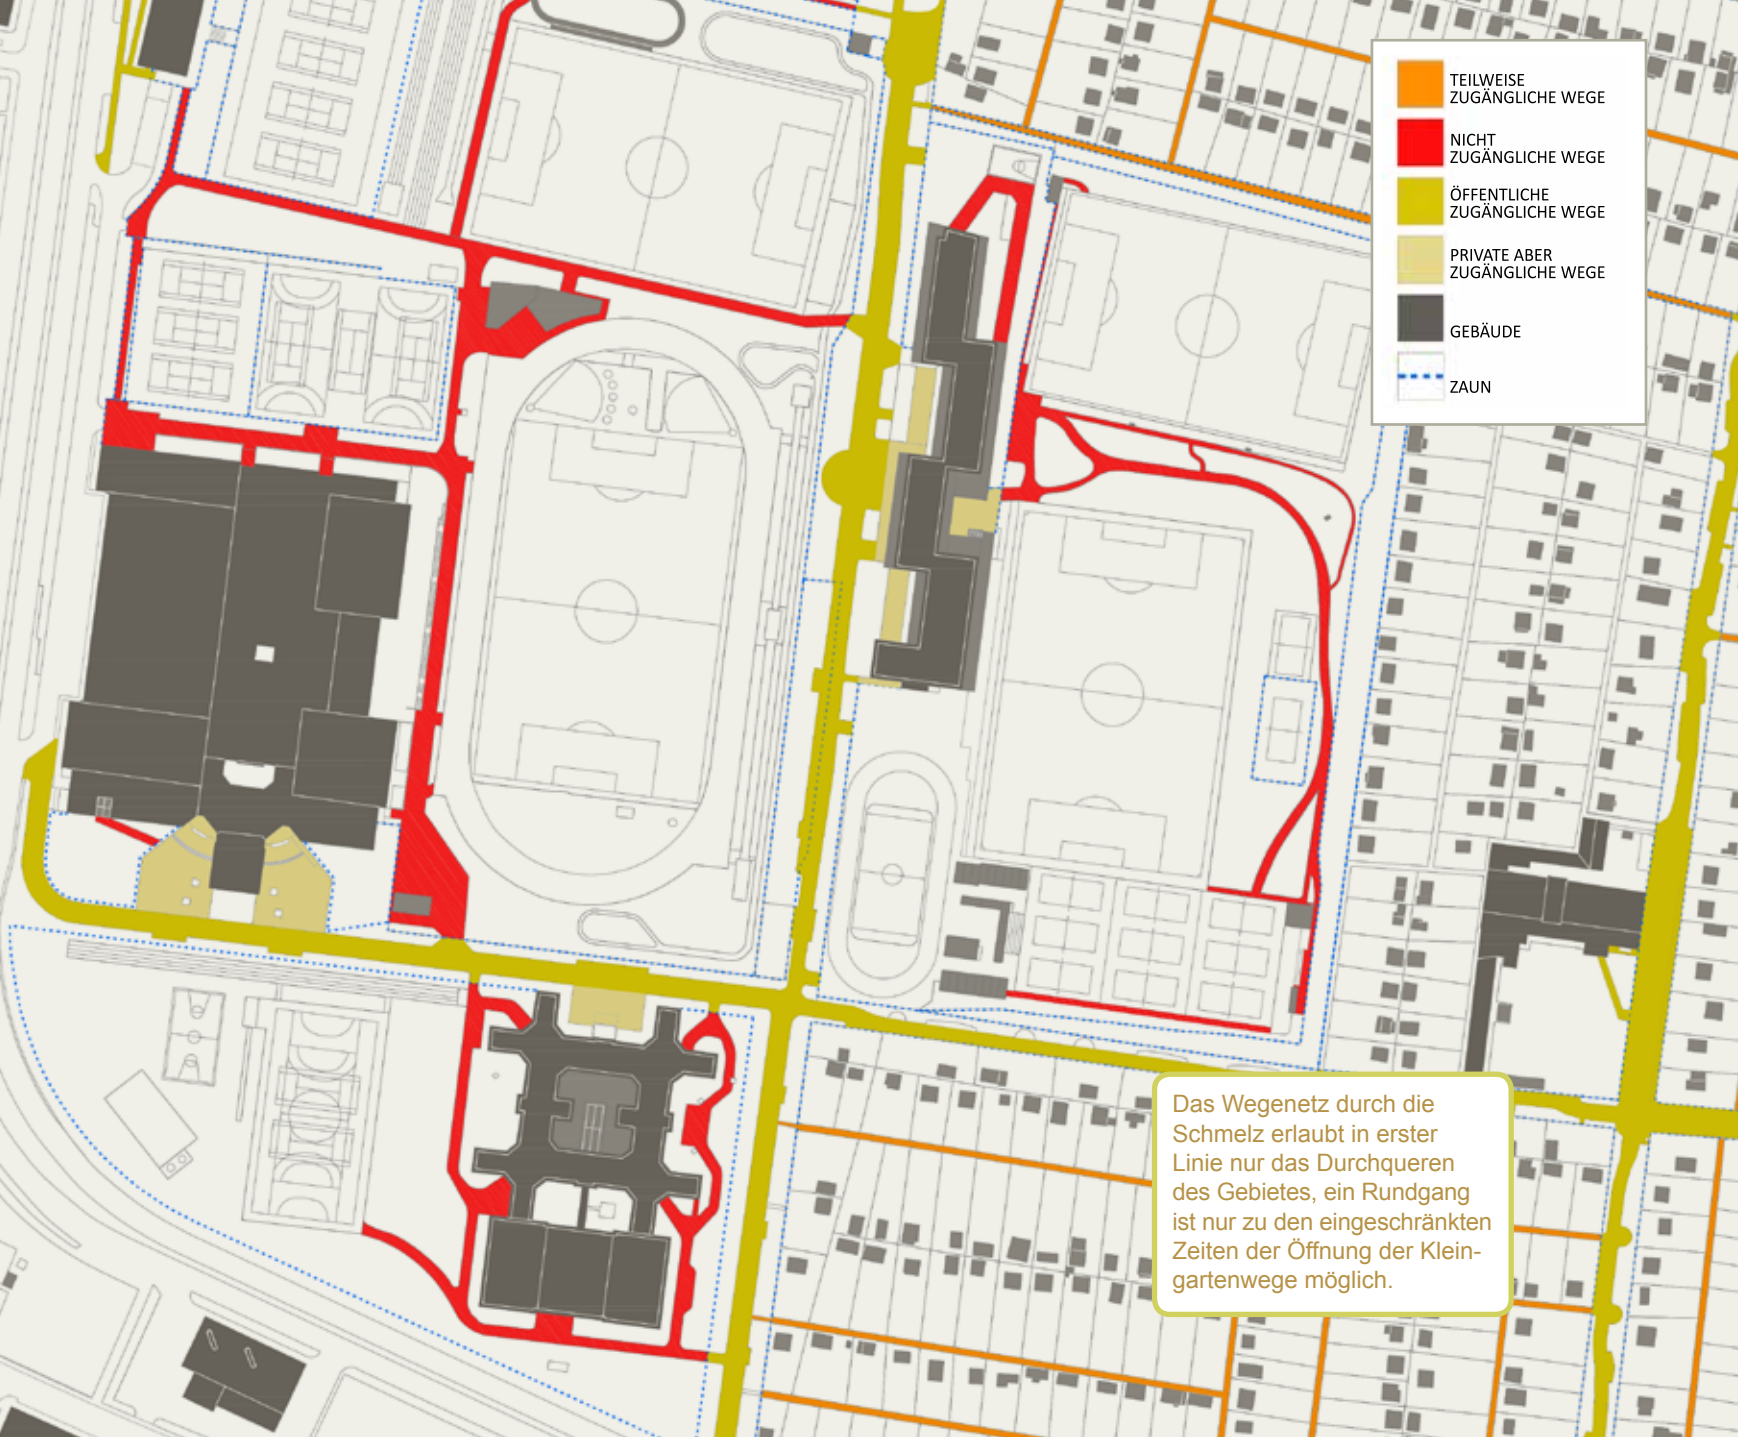 TEILWEISE
ZUGÄNGLICHE WEGE
NICHT
ZUGÄNGLICHE WEGE
ÖFFENTLICHE
ZUGÄNGLICHE WEGE
PRIVATE ABER
ZUGÄNGLICHE WEGE
GEBÄUDE
ZAUN
Das Wegenetz durch die
Schmelz erlaubt in erster
Linie nur das Durchqueren
des Gebietes, ein Rundgang
ist nur zu den eingeschränkten
Zeiten der Öffnung der Klein-
gartenwege möglich.